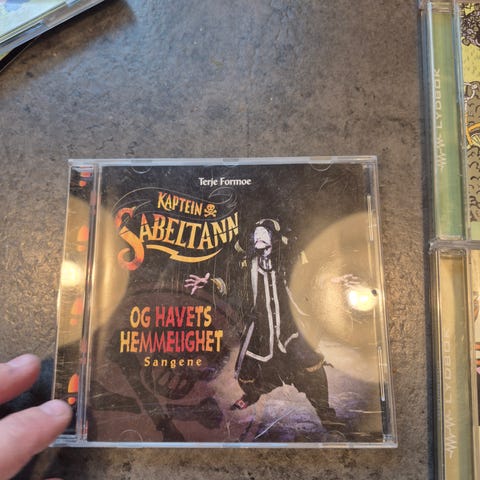 Terje Formoe
KAPTEIN
SABELTANN
OG HAVETS
HEMMELIGHET
Sangene
LYDBOK
LYDBOK